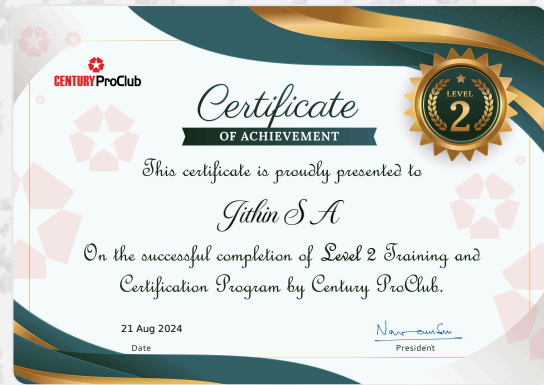 CENTURY ProClub
LEVEL
2
Certificate
OF ACHIEVEMENT
This certificate is proudly presented to
Jithin S A
On the successful completion of Level 2 Training and
Certification Program by Century ProClub.
21 Aug 2024
Date
President